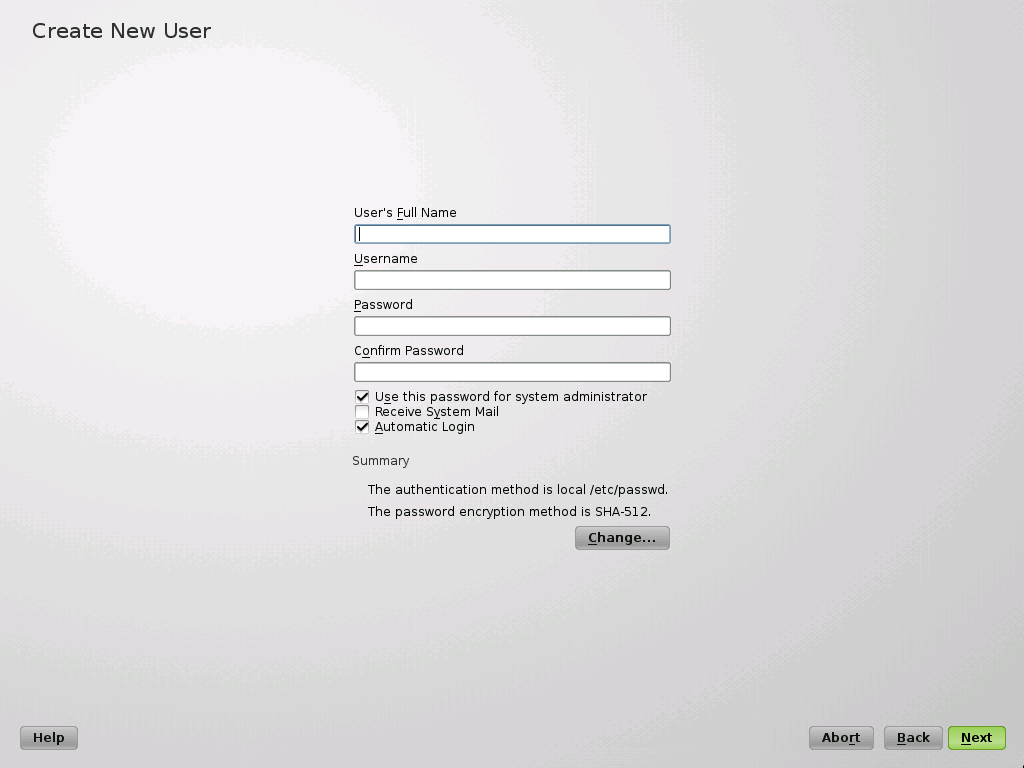 Create New User
User's Full Name
Username
Password
Confirm Password
Use this password for system administrator
Receive System Mail
Automatic Login
Summary
The authentication method is local /etc/passwd.
The password encryption method is SHA-512.
Change...
Help
Abort
Back
Next